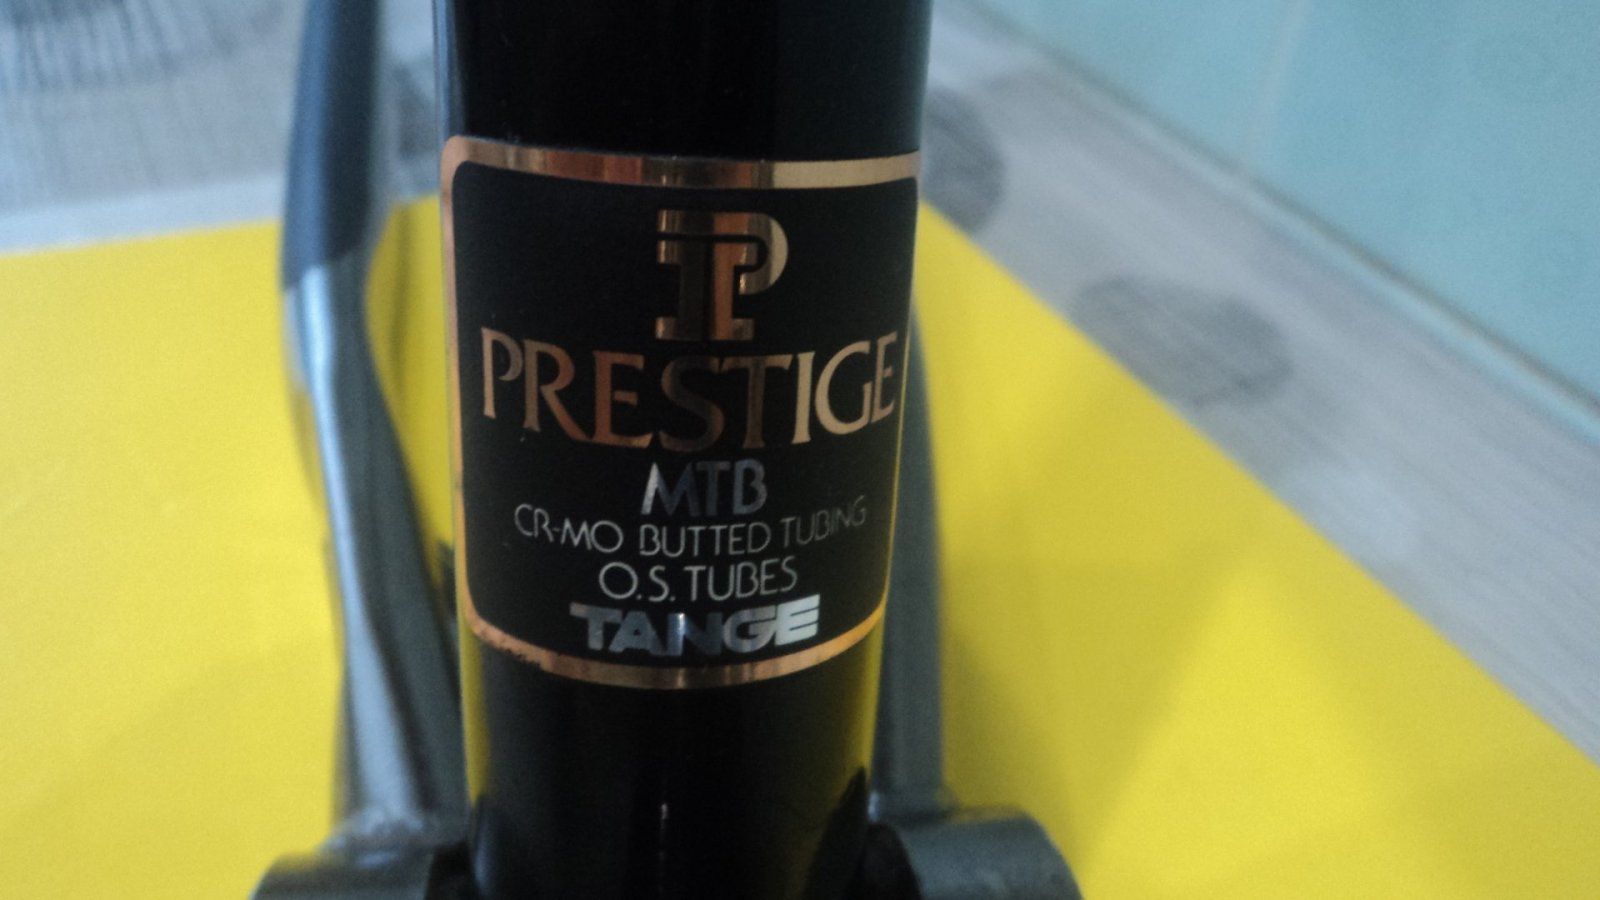 P
PRESTIGE
MTB
CR-MO BUTTED TUBING
O.S. TUBES
TANGE